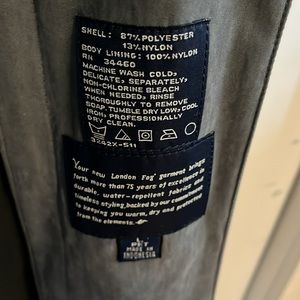 SHELL: 87% POLYESTER
13% NYLON
BODY LINING: 100% NYLON
RN 34460
MACHINE WASH COLD,
DELICATE, SEPARATELY,
NON-CHLORINE BLEACH
WHEN NEEDED, RINSE
THOROUGHLY TO REMOVE
SOAP, TUMBLE DRY LOW, COOL
IRON, PROFESSIONALLY
DRY CLEAN.
3242X-511
Your new London Fog® garment brings
forth more than 75 years of excellence in
durable, water-repellent fabrics and
timeless styling, backed by our commitment
to keeping you warm, dry and protected
from the elements.
MADE IN
INDONESIA